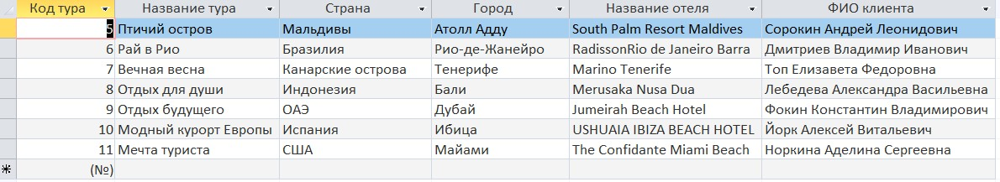 Код тура Название тура Страна Город Название отеля ФИО клиента
5 Птичий остров Мальдивы Атолл Адду South Palm Resort Maldives Сорокин Андрей Леонидович
6 Рай в Рио Бразилия Рио-де-Жанейро RadissonRio de Janeiro Barra Дмитриев Владимир Иванович
7 Вечная весна Канарские острова Тенерифе Marino Tenerife Топ Елизавета Федоровна
8 Отдых для души Индонезия Бали Merusaka Nusa Dua Лебедева Александра Васильевна
9 Отдых будущего ОАЭ Дубай Jumeirah Beach Hotel Фокин Константин Владимирович
10 Модный курорт Европы Испания Ибица USHUAIA IBIZA BEACH HOTEL Йорк Алексей Витальевич
11 Мечта туриста США Майами The Confidante Miami Beach Норкина Аделина Сергеевна
(№)